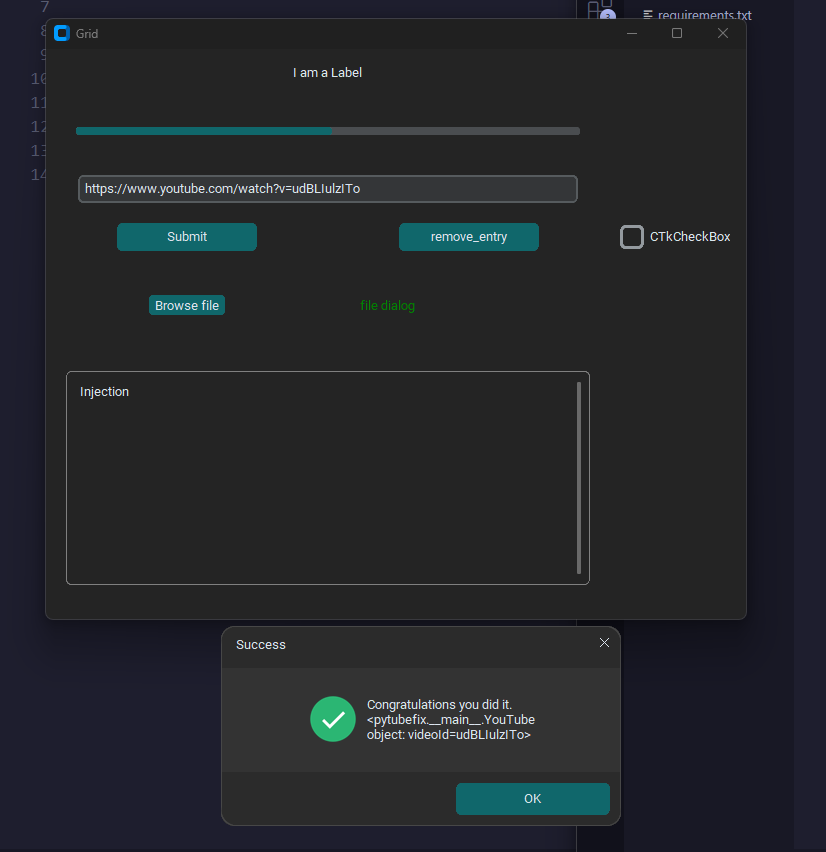 7
requirements.txt
8
Grid
9
10
I am a Label
11
12
13
14
https://www.youtube.com/watch?v=udBLIulzITo
Submit
remove_entry
CTkCheckBox
Browse file
file dialog
Injection
Success
Congratulations you did it.
<pytubefix.__main__.YouTube
object: videoId=udBLIulzITo>
OK